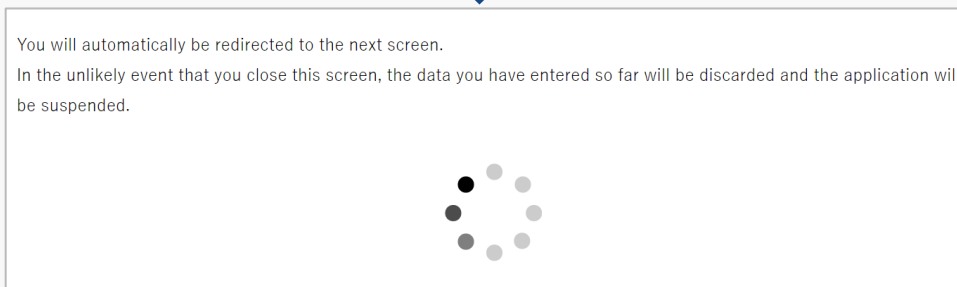 You will automatically be redirected to the next screen.
In the unlikely event that you close this screen, the data you have entered so far will be discarded and the application wil
be suspended.